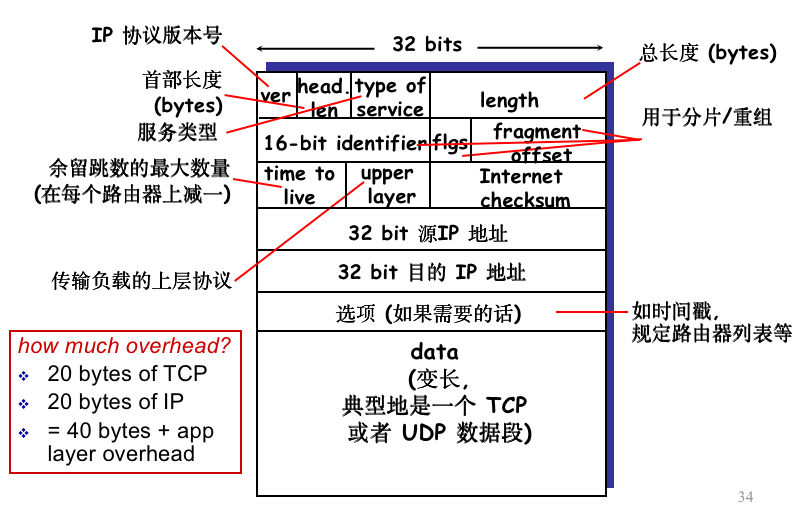 IP 协议版本号
32 bits
总长度 (bytes)
首部长度
(bytes)
服务类型
ver
head.
len
type of
service
length
用于分片/重组
16-bit identifier
flgs
fragment
offset
余留跳数的最大数量
(在每个路由器上减一)
time to
live
upper
layer
Internet
checksum
32 bit 源IP 地址
传输负载的上层协议
32 bit 目的 IP 地址
选项 (如果需要的话)
如时间戳,
规定路由器列表等
how much overhead?
20 bytes of TCP
20 bytes of IP
= 40 bytes + app
layer overhead
data
(变长,
典型地是一个 TCP
或者 UDP 数据段)
34